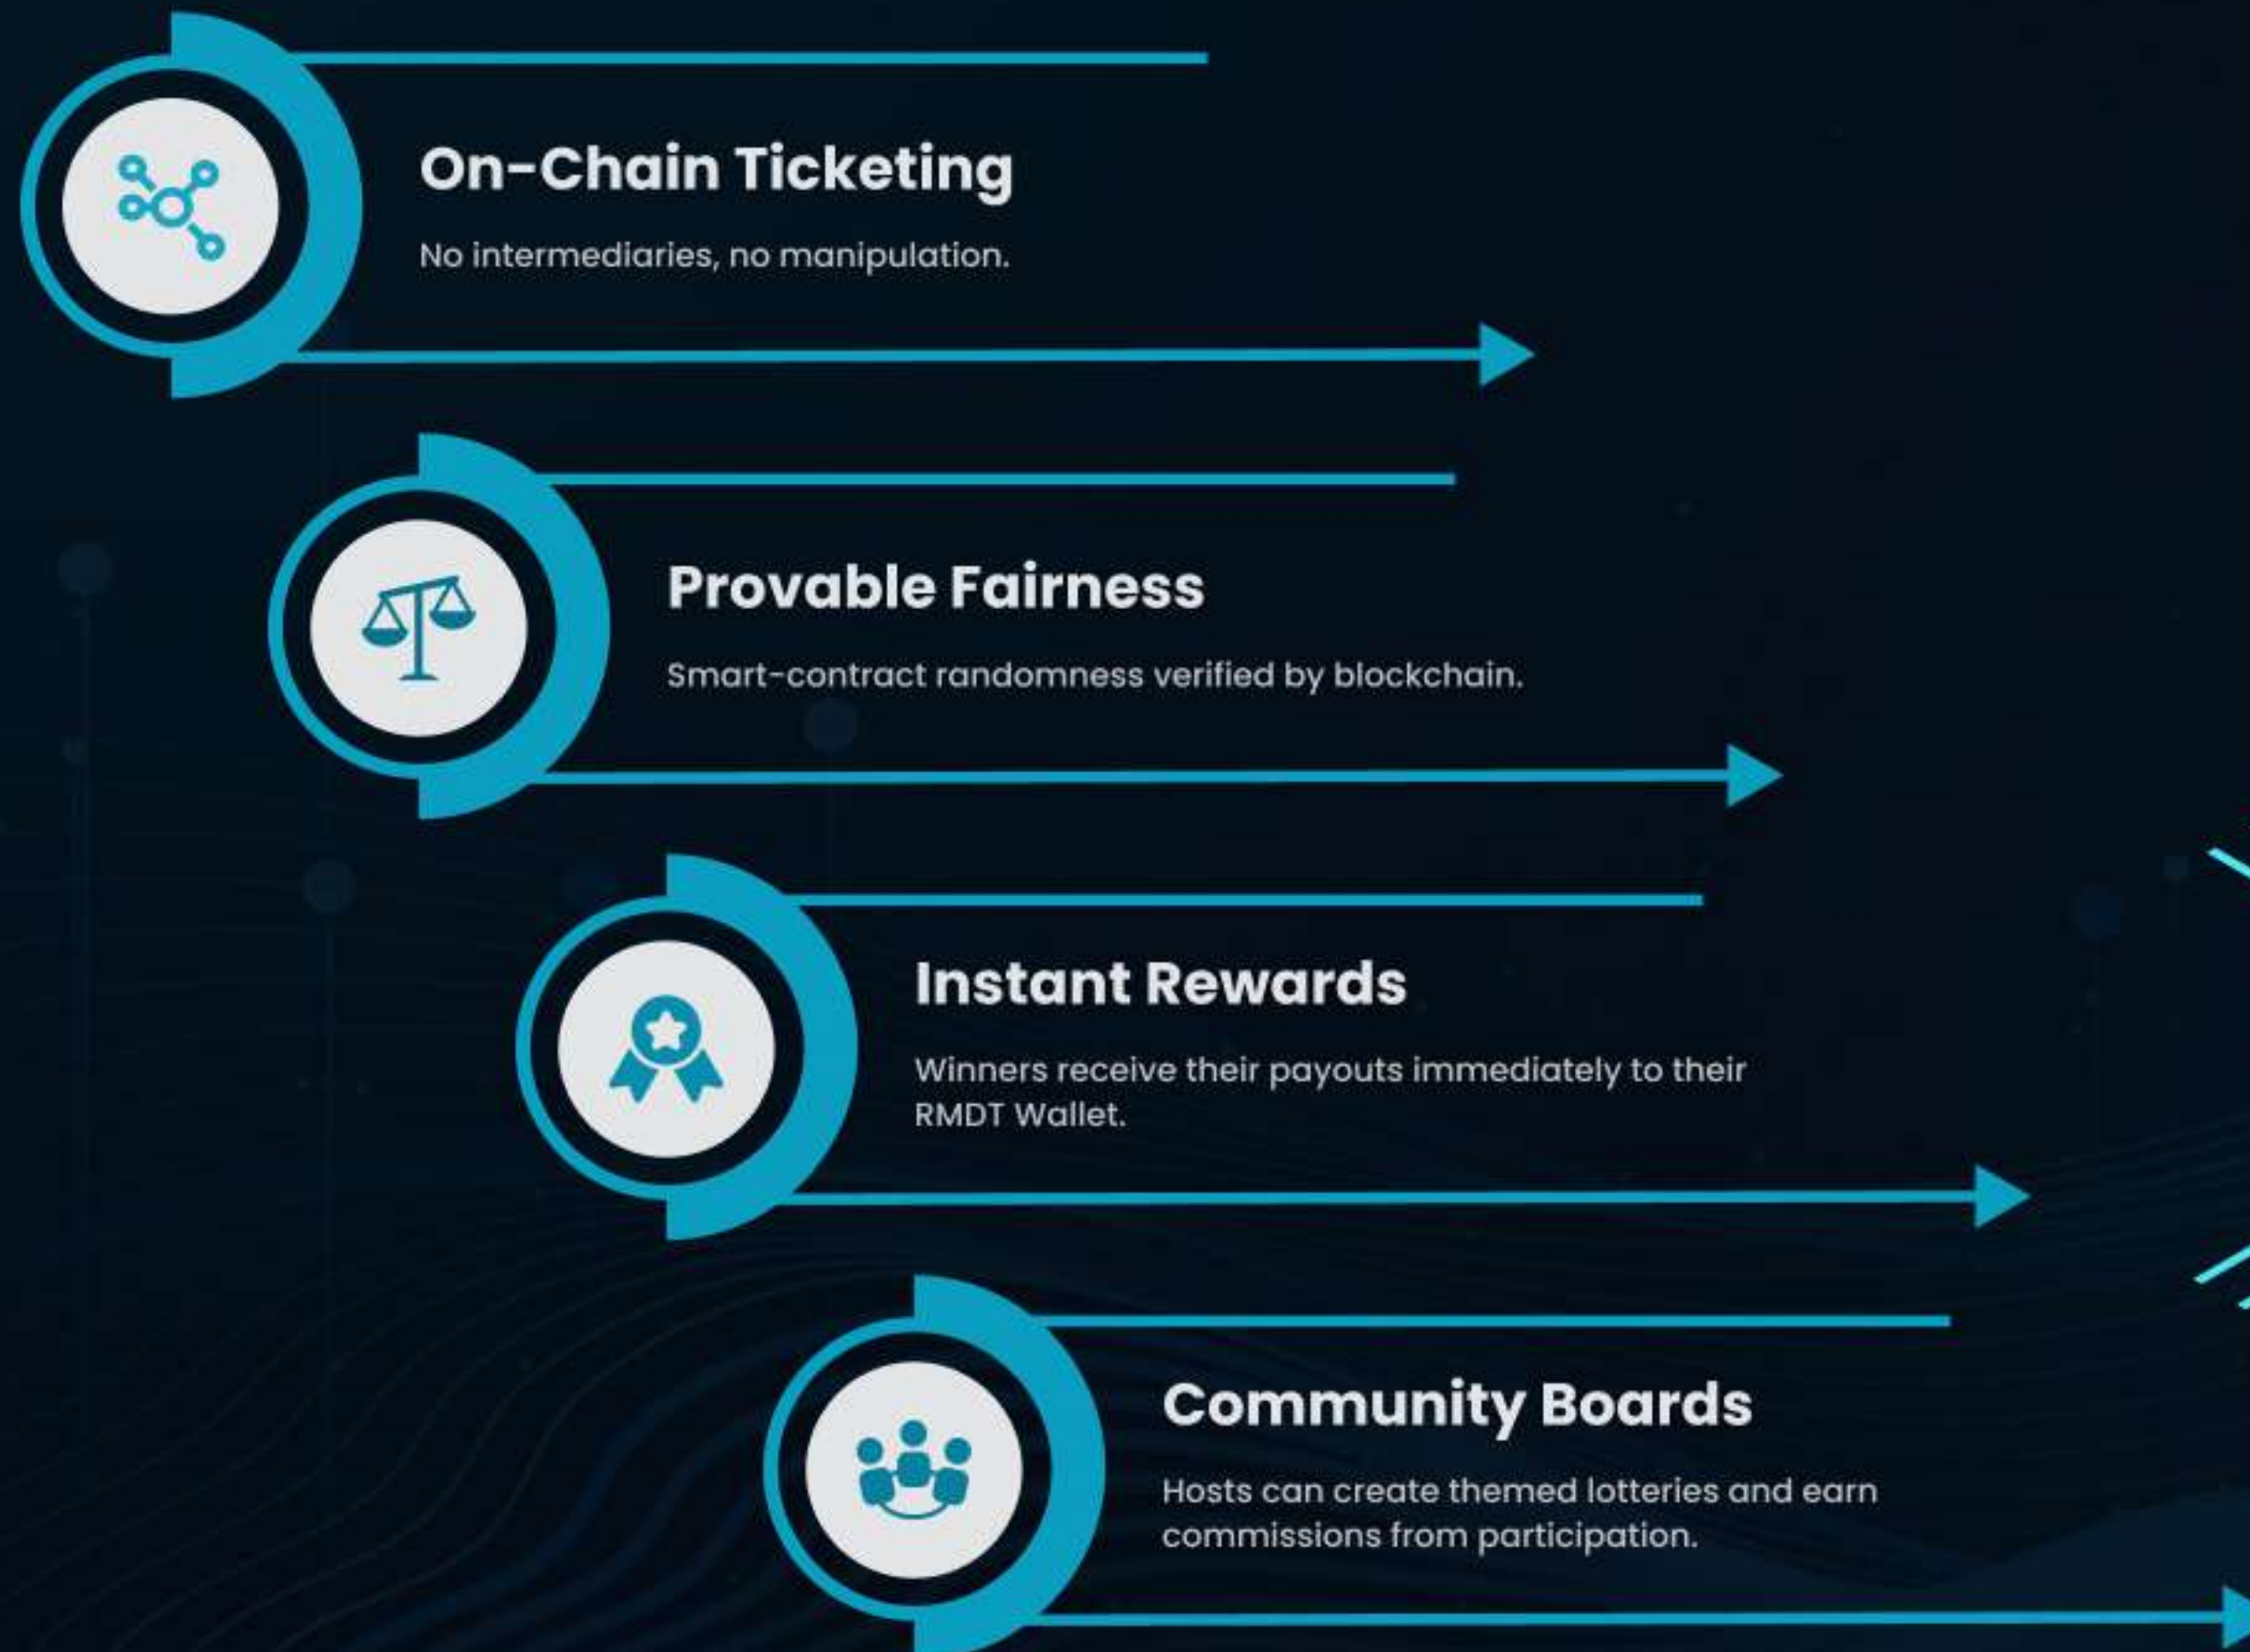 On-Chain Ticketing
No intermediaries, no manipulation.
Provable Fairness
Smart-contract randomness verified by blockchain.
Instant Rewards
Winners receive their payouts immediately to their
RMDT Wallet.
Community Boards
Hosts can create themed lotteries and earn
commissions from participation.